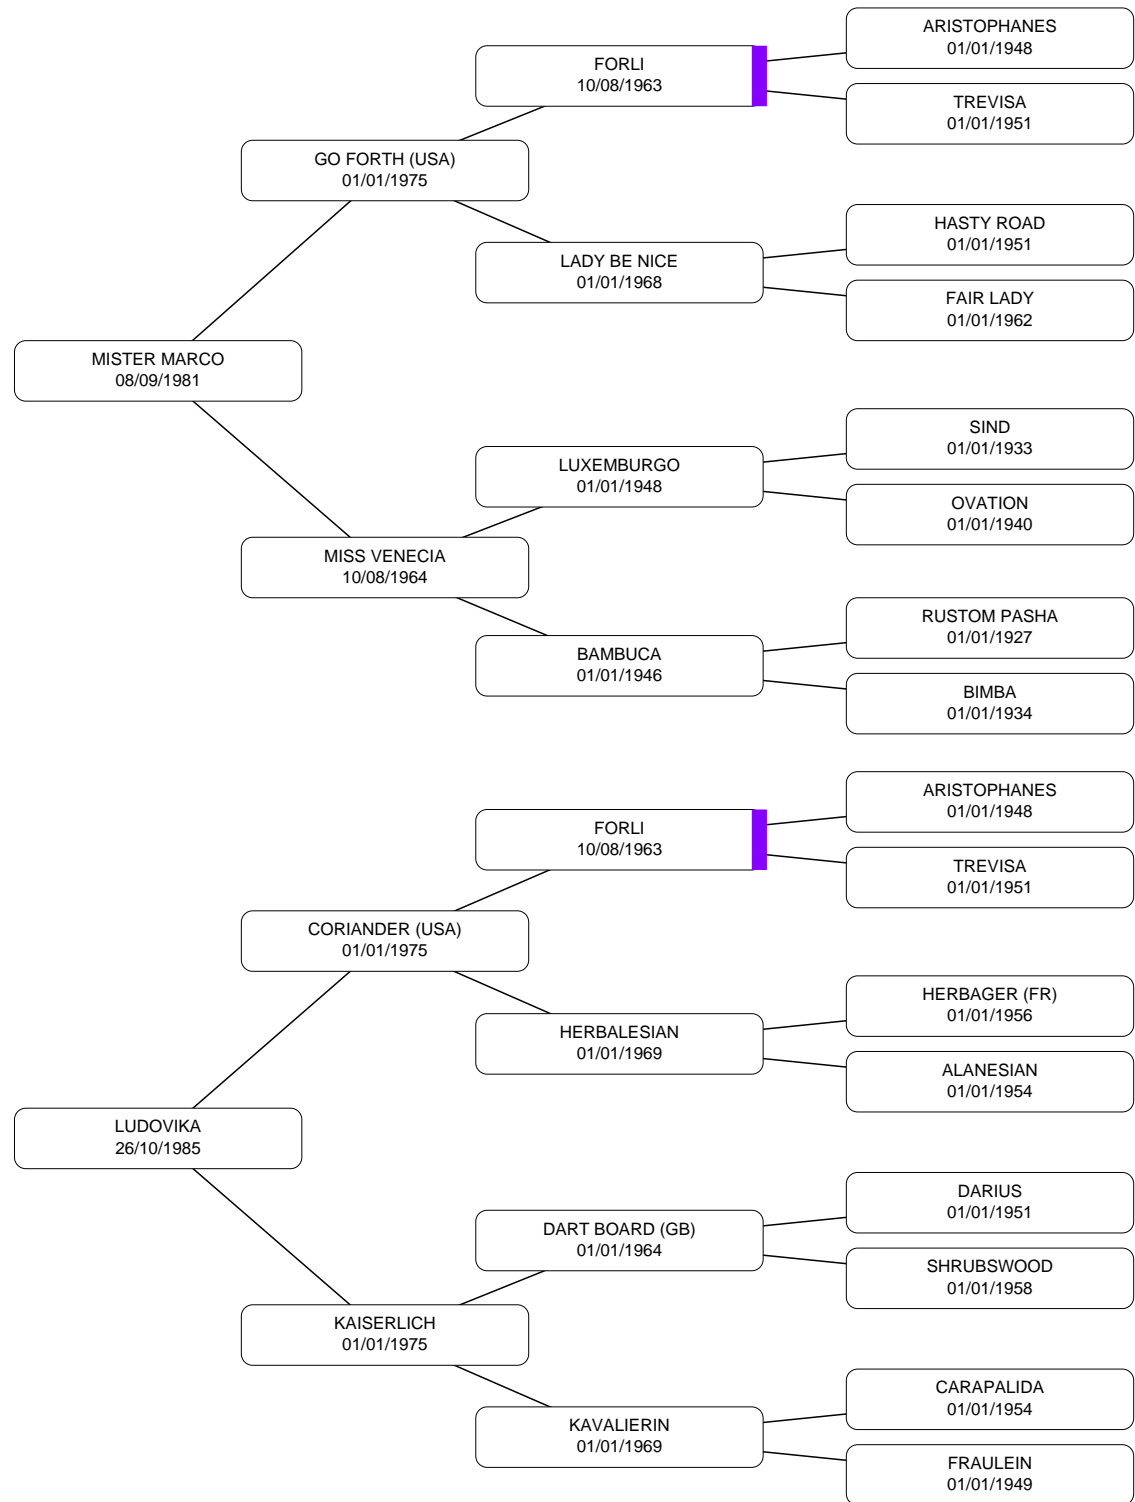 ARISTOPHANES
01/01/1948
FORLI
10/08/1963
TREVISA
01/01/1951
GO FORTH (USA)
01/01/1975
HASTY ROAD
01/01/1951
LADY BE NICE
01/01/1968
FAIR LADY
01/01/1962
MISTER MARCO
08/09/1981
SIND
01/01/1933
LUXEMBURGO
01/01/1948
OVATION
01/01/1940
MISS VENECIA
10/08/1964
RUSTOM PASHA
01/01/1927
BAMBUCA
01/01/1946
BIMBA
01/01/1934
ARISTOPHANES
01/01/1948
FORLI
10/08/1963
TREVISA
01/01/1951
CORIANDER (USA)
01/01/1975
HERBAGER (FR)
01/01/1956
HERBALESIAN
01/01/1969
ALANESIAN
01/01/1954
LUDOVIKA
26/10/1985
DARIUS
01/01/1951
DART BOARD (GB)
01/01/1964
SHRUBSWOOD
01/01/1958
KAISERLICH
01/01/1975
CARAPALIDA
01/01/1954
KAVALIERIN
01/01/1969
FRAULEIN
01/01/1949